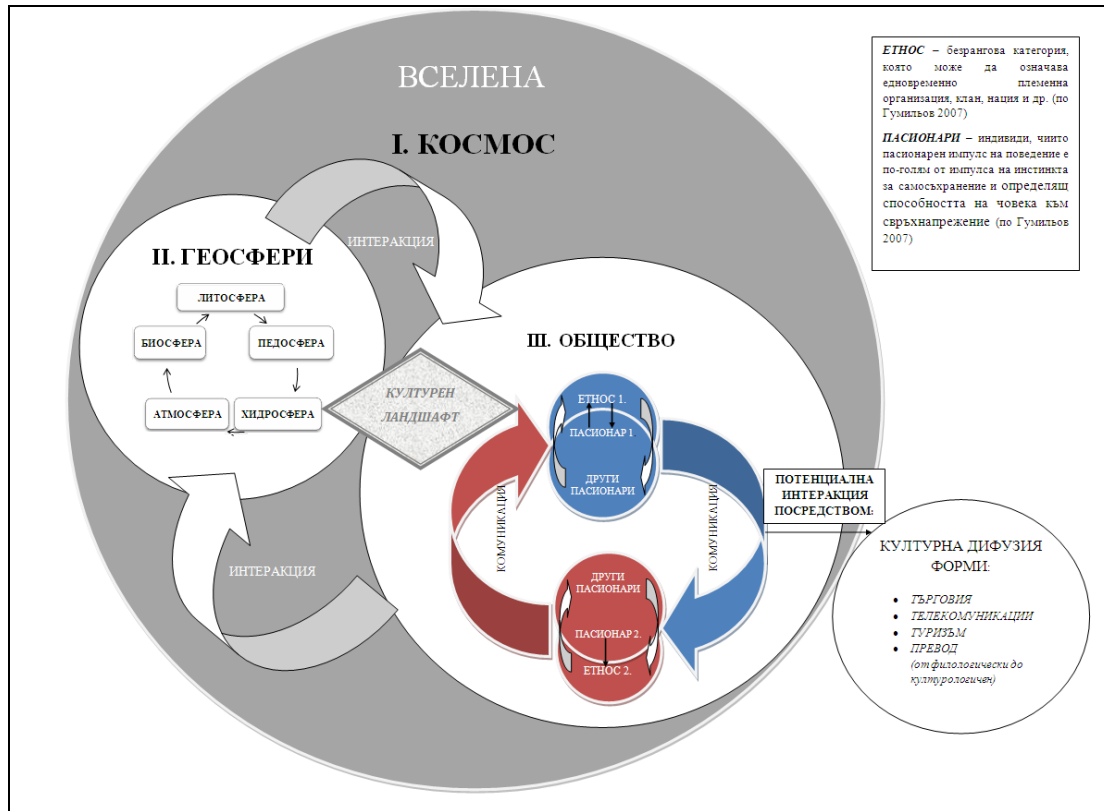 ВСЕЛЕНА
I. КОСМОС
ЕТНОС – безрангова категория,
която може да означава
едновременно племенна
организация, клан, нация и др. (по
Гумильов 2007)
ПАСИОНАРИ – индивиди, чиито
пасионарен импулс на поведение е
по-голям от импулса на инстинкта
за самосъхранение и определящ
способността на човека към
свръхнапрежение (по Гумильов
2007)
ИНТЕРАКЦИЯ
II. ГЕОСФЕРИ
ЛИТОСФЕРА
БИОСФЕРА
ПЕДОСФЕРА
АТМОСФЕРА
ХИДРОСФЕРА
КУЛТУРЕН
ЛАНДШАФТ
III. ОБЩЕСТВО
ЕТНОС 1.
ПАСИОНАР 1.
ДРУГИ
ПАСИОНАРИ
КОМУНИКАЦИЯ
КОМУНИКАЦИЯ
ДРУГИ
ПАСИОНАРИ
ПАСИОНАР 2.
ЕТНОС 2.
ИНТЕРАКЦИЯ
ПОТЕНЦИАЛНА
ИНТЕРАКЦИЯ
ПОСРЕДСТВОМ:
КУЛТУРНА ДИФУЗИЯ
ФОРМИ:
• ТЪРГОВИЯ
• ТЕЛЕКОМУНИКАЦИИ
• ТУРИЗЪМ
• ПРЕВОД
(от филологически до
културологичен)